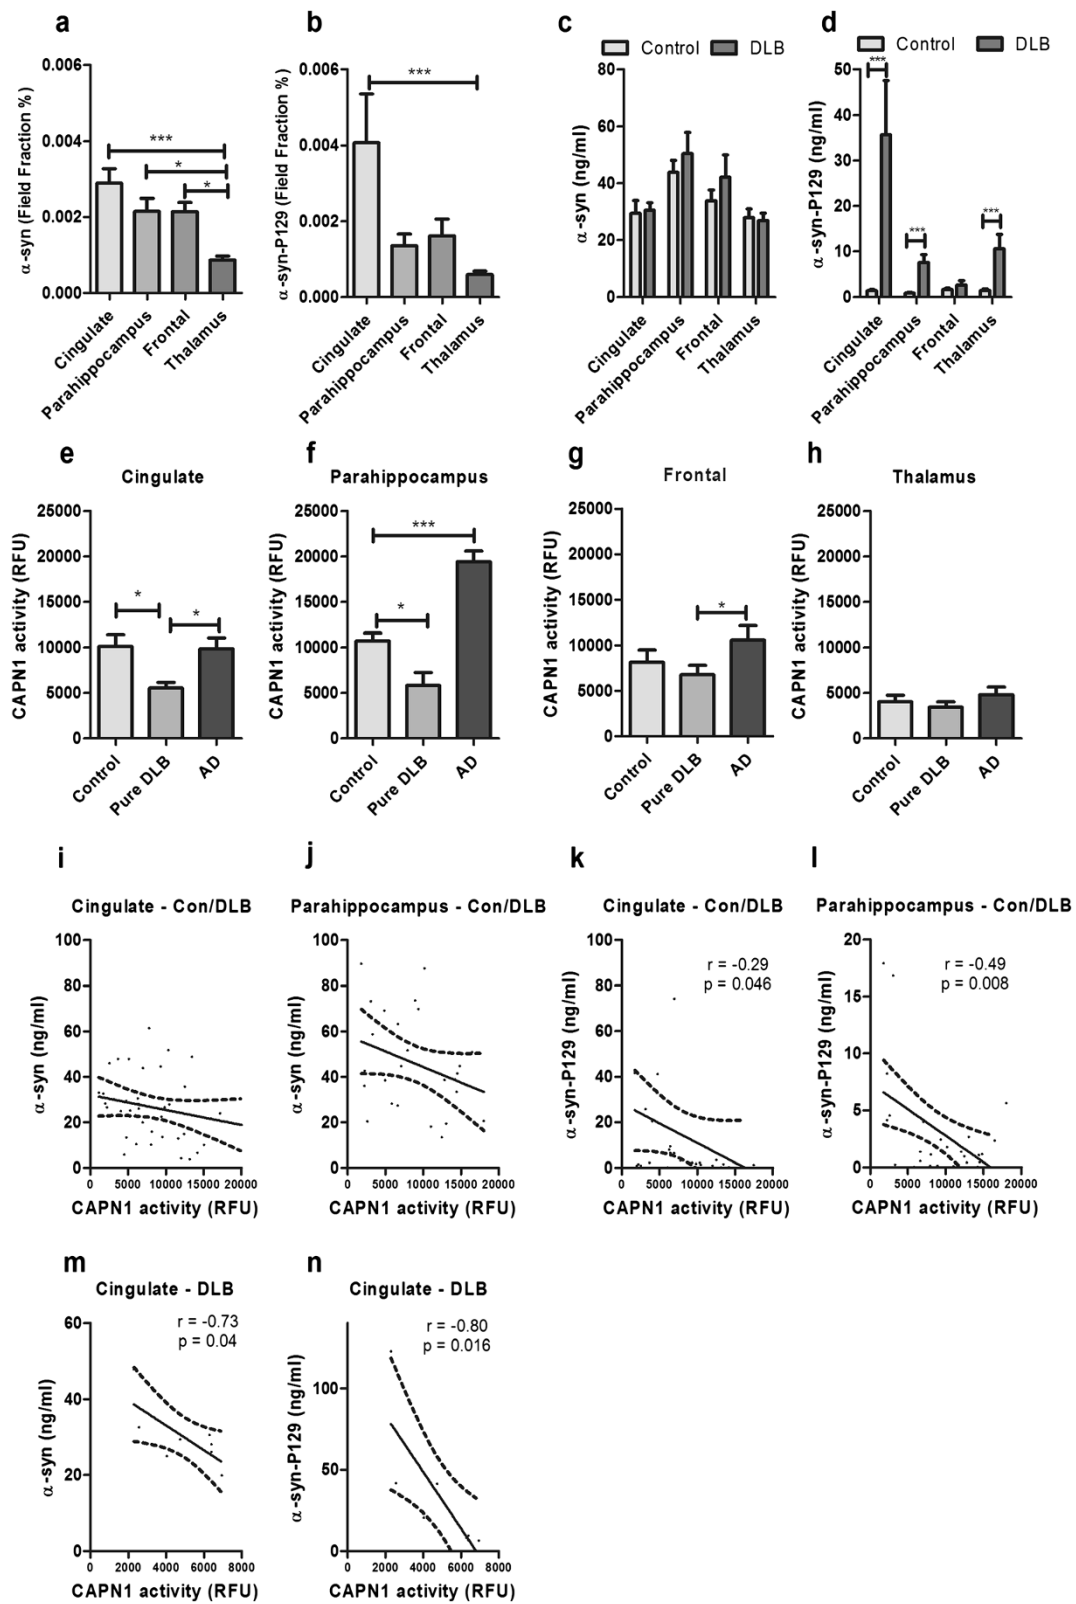 a
α-syn (Field Fraction %)
0.006
0.004
0.002
0.000
***
*
*
Cingulate
Parahippocampus
Frontal
Thalamus
b
α-syn-P129 (Field Fraction %)
0.006
0.004
0.002
0.000
***
Cingulate
Parahippocampus
Frontal
Thalamus
c
Control
DLB
α-syn (ng/ml)
80
60
40
20
0
Cingulate
Parahippocampus
Frontal
Thalamus
d
Control
DLB
α-syn-P129 (ng/ml)
50
40
30
20
10
0
***
***
***
Cingulate
Parahippocampus
Frontal
Thalamus
e
Cingulate
CAPN1 activity (RFU)
25000
20000
15000
10000
5000
0
*
*
Control
Pure DLB
AD
f
Parahippocampus
CAPN1 activity (RFU)
25000
20000
15000
10000
5000
0
***
*
Control
Pure DLB
AD
g
Frontal
CAPN1 activity (RFU)
25000
20000
15000
10000
5000
0
*
Control
Pure DLB
AD
h
Thalamus
CAPN1 activity (RFU)
25000
20000
15000
10000
5000
0
Control
Pure DLB
AD
i
Cingulate - Con/DLB
α-syn (ng/ml)
100
80
60
40
20
0
0 5000 10000 15000 20000
CAPN1 activity (RFU)
j
Parahippocampus - Con/DLB
α-syn (ng/ml)
100
80
60
40
20
0
0 5000 10000 15000 20000
CAPN1 activity (RFU)
k
Cingulate - Con/DLB
r = -0.29
p = 0.046
α-syn-P129 (ng/ml)
100
80
60
40
20
0
0 5000 10000 15000 20000
CAPN1 activity (RFU)
l
Parahippocampus - Con/DLB
r = -0.49
p = 0.008
α-syn-P129 (ng/ml)
20
15
10
5
0
0 5000 10000 15000 20000
CAPN1 activity (RFU)
m
Cingulate - DLB
r = -0.73
p = 0.04
α-syn (ng/ml)
60
40
20
0
0 2000 4000 6000 8000
CAPN1 activity (RFU)
n
Cingulate - DLB
r = -0.80
p = 0.016
α-syn-P129 (ng/ml)
100
50
0
0 2000 4000 6000 8000
CAPN1 activity (RFU)